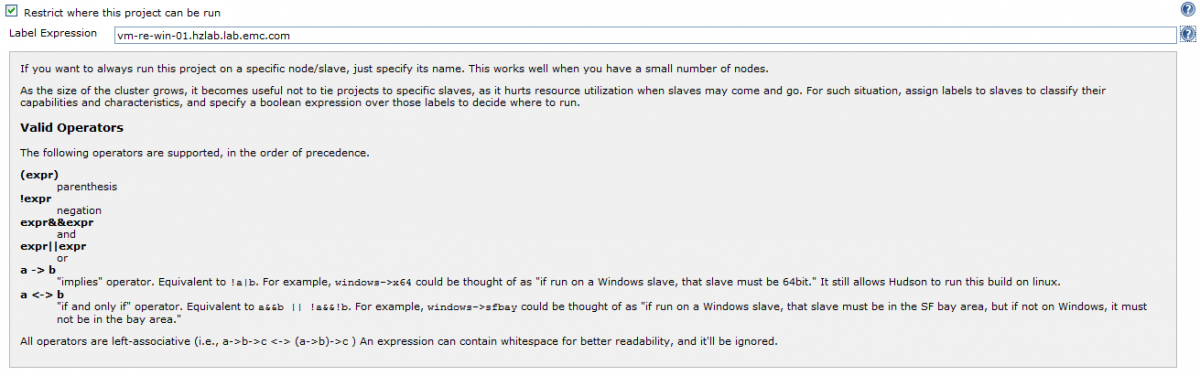 Restrict where this project can be run
Label Expression
vm-re-win-01.hzlab.lab.emc.com
If you want to always run this project on a specific node/slave, just specify its name. This works well when you have a small number of nodes.
As the size of the cluster grows, it becomes useful not to tie projects to specific slaves, as it hurts resource utilization when slaves may come and go. For such situation, assign labels to slaves to classify their
capabilities and characteristics, and specify a boolean expression over those labels to decide where to run.
Valid Operators
The following operators are supported, in the order of precedence.
(expr)
parenthesis
!expr
negation
expr&&expr
and
expr||expr
or
a -> b
"implies" operator. Equivalent to !a|b. For example, windows->x64 could be thought of as "if run on a Windows slave, that slave must be 64bit." It still allows Hudson to run this build on linux.
a <-> b
"if and only if" operator. Equivalent to a&&b || !a&&!b. For example, windows->sfbay could be thought of as "if run on a Windows slave, that slave must be in the SF bay area, but if not on Windows, it must
not be in the bay area."
All operators are left-associative (i.e., a->b->c <-> (a->b)->c ) An expression can contain whitespace for better readability, and it'll be ignored.